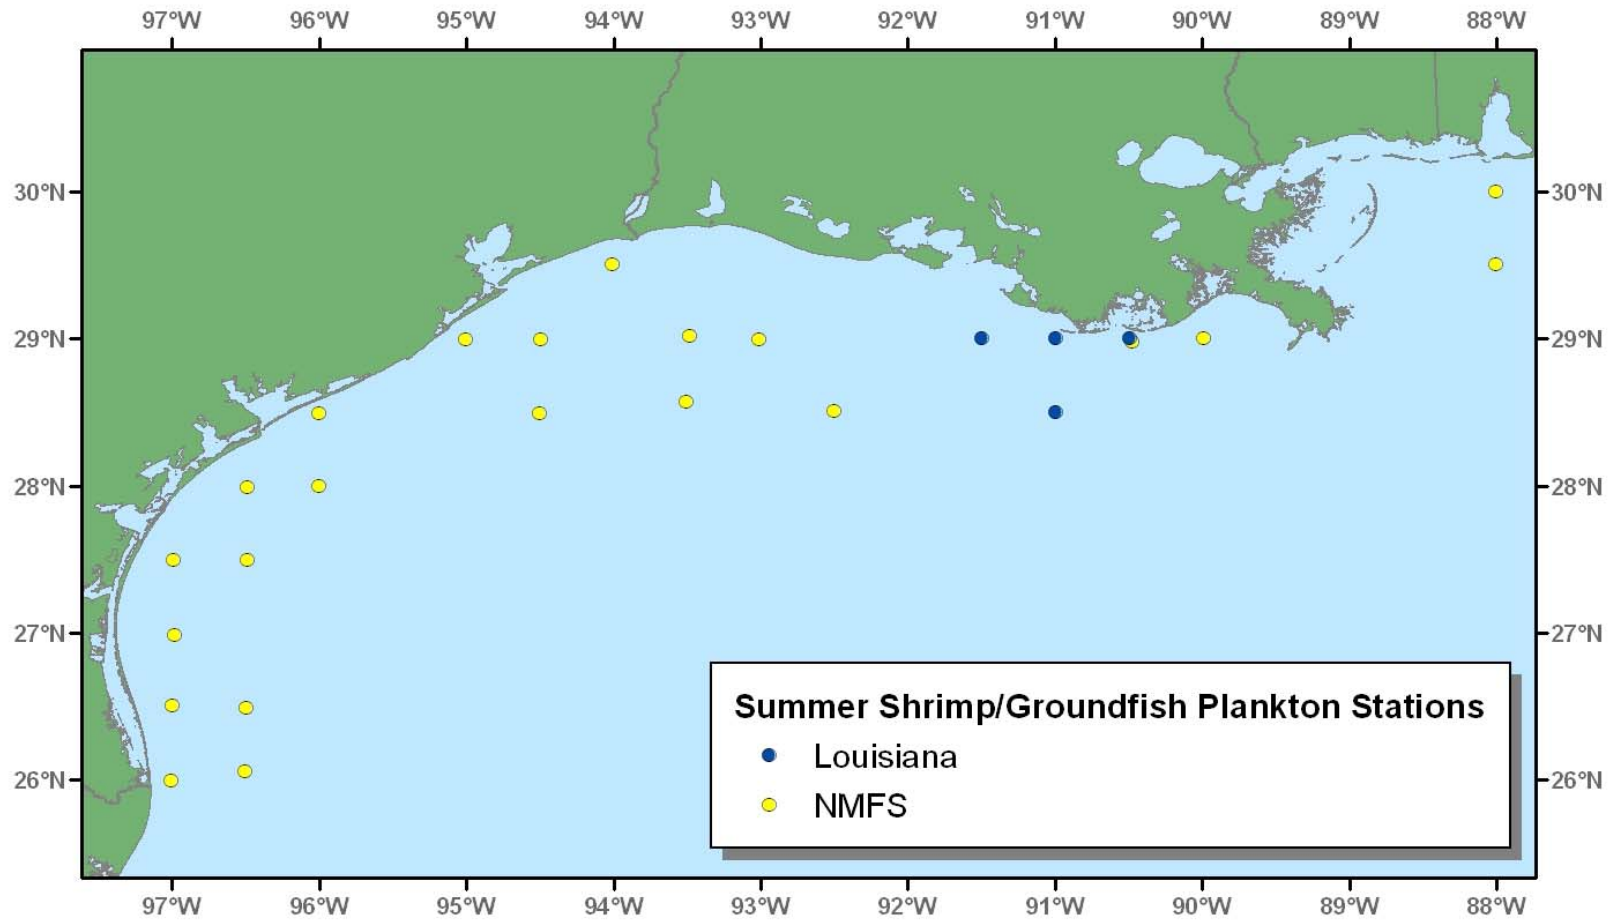 97°W 96°W 95°W 94°W 93°W 92°W 91°W 90°W 89°W 88°W
30°N 30°N
29°N 29°N
28°N 28°N
27°N 27°N
Summer Shrimp/Groundfish Plankton Stations
Louisiana
26°N 26°N
NMFS
97°W 96°W 95°W 94°W 93°W 92°W 91°W 90°W 89°W 88°W